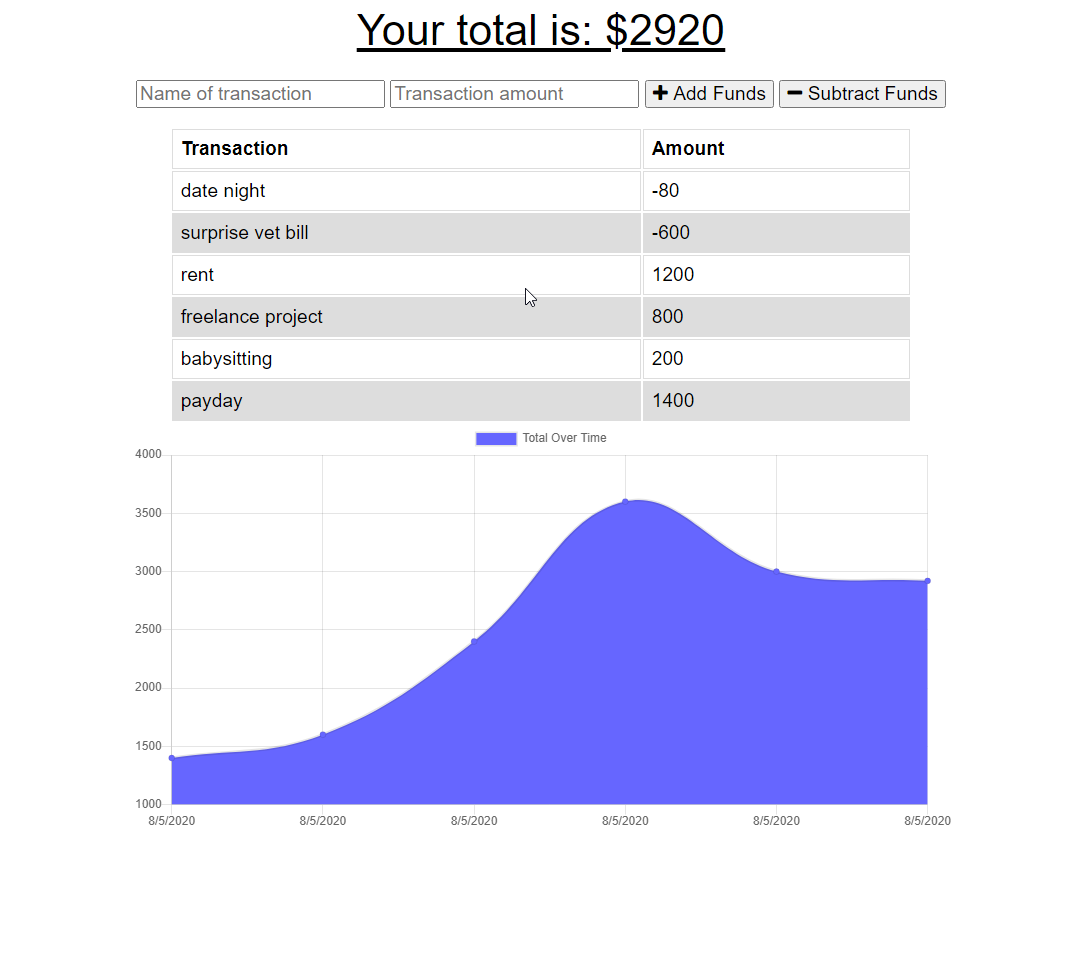 Your total is: $2920
Name of transaction Transaction amount + Add Funds − Subtract Funds
Transaction Amount
date night -80
surprise vet bill -600
rent 1200
freelance project 800
babysitting 200
payday 1400
Total Over Time
4000
3500
3000
2500
2000
1500
1000
8/5/2020 8/5/2020 8/5/2020 8/5/2020 8/5/2020 8/5/2020